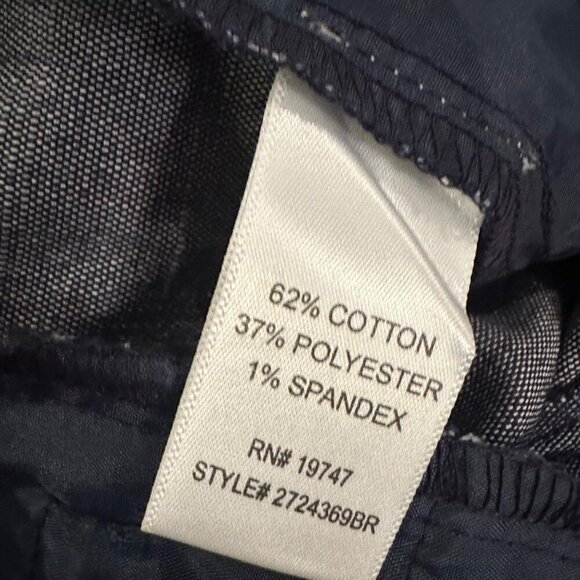 62% COTTON
37% POLYESTER
1% SPANDEX
RN# 19747
STYLE# 2724369BR